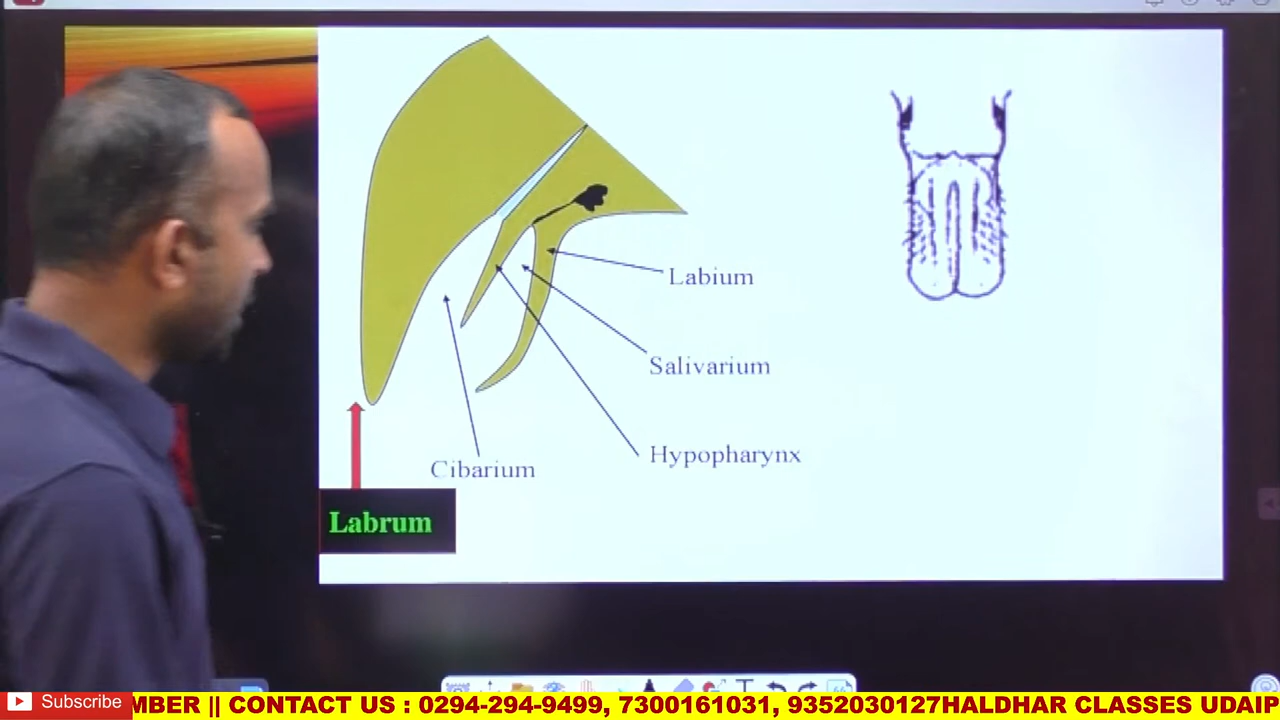 Labium
Salivarium
Hypopharynx
Cibarium
Labrum
Subscribe
MBER || CONTACT US : 0294-294-9499, 7300161031, 9352030127HALDHAR CLASSES UDAIP